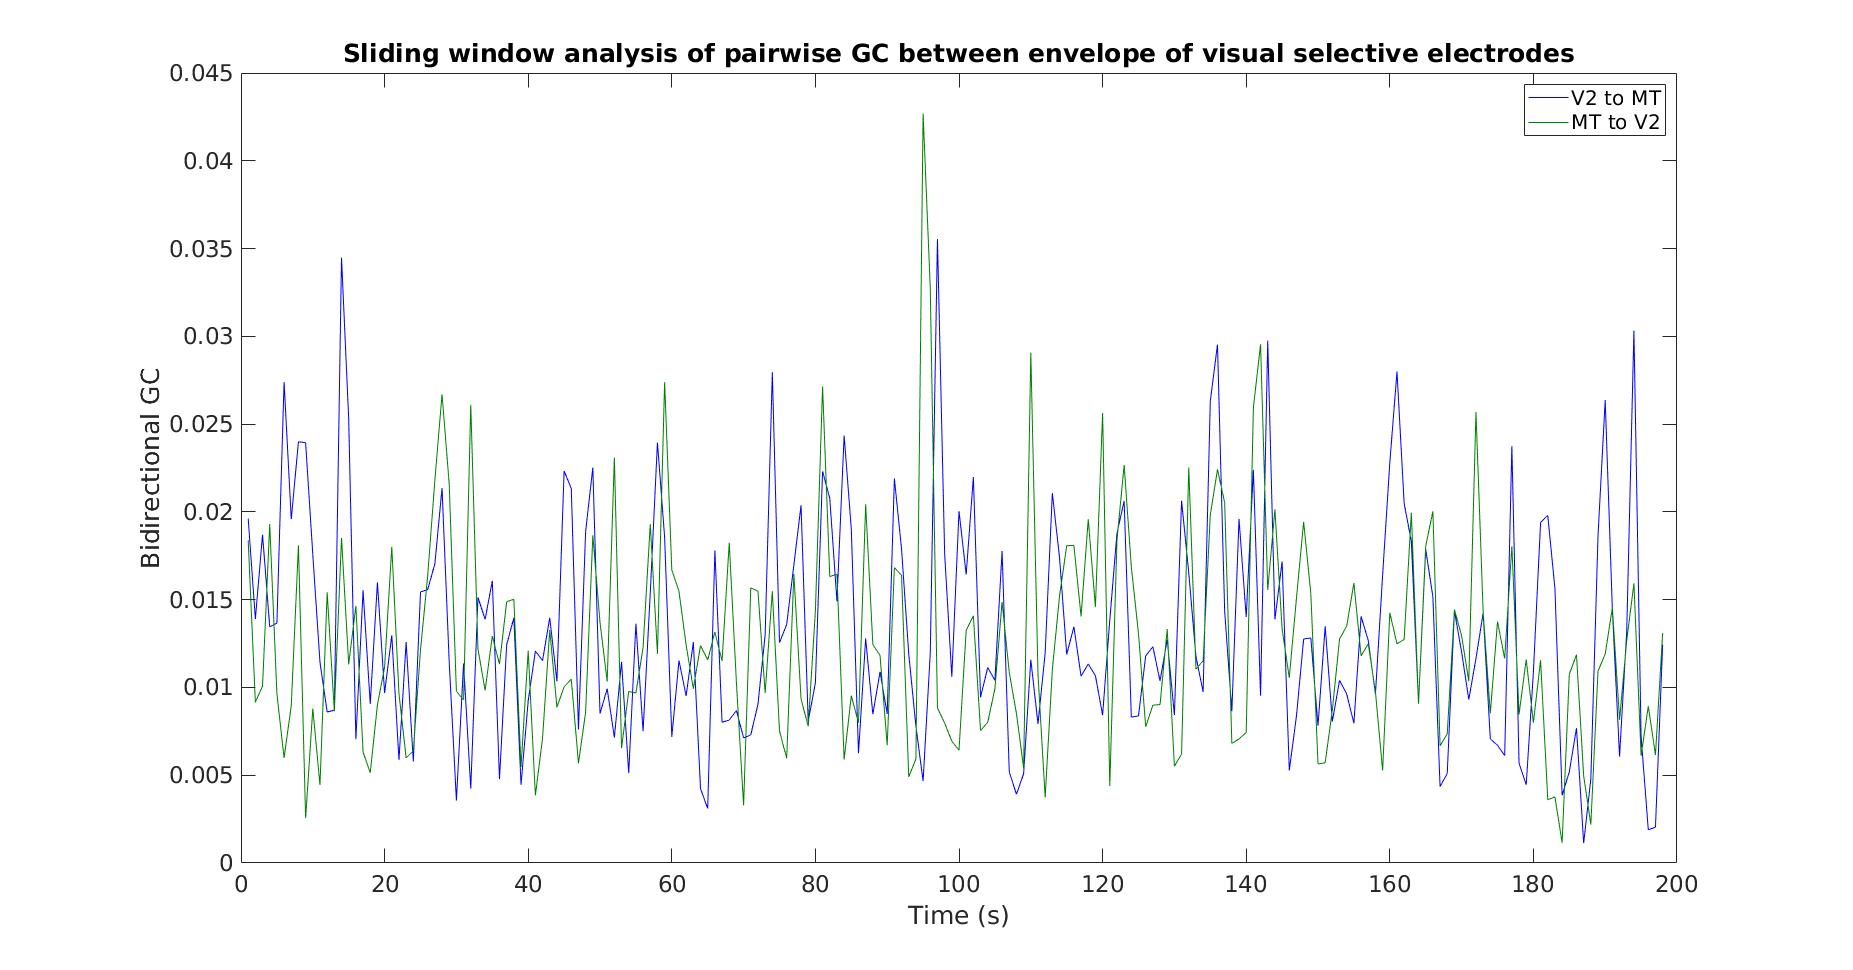 Sliding window analysis of pairwise GC between envelope of visual selective electrodes
0.045
0.04
0.035
0.03
0.025
0.02
0.015
0.01
0.005
0
Bidirectional GC
V2 to MT
MT to V2
0 20 40 60 80 100 120 140 160 180 200
Time (s)